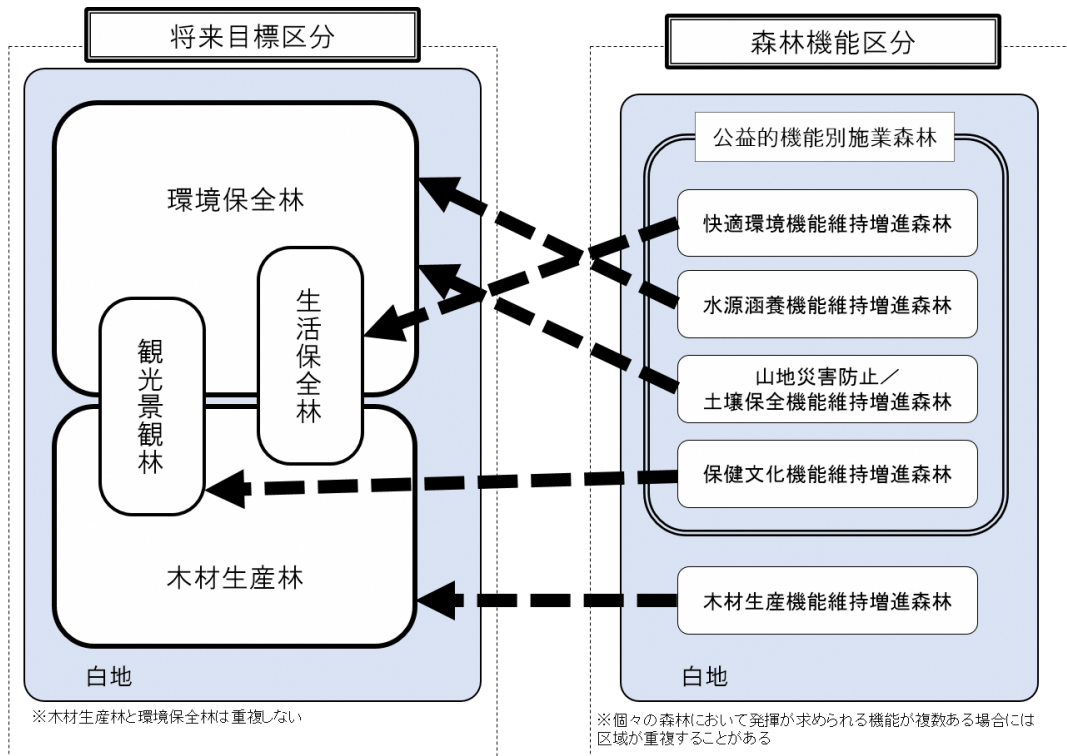 将来目標区分
環境保全林
生活保全林
観光景観林
木材生産林
白地
※木材生産林と環境保全林は重複しない
森林機能区分
公益的機能別施業森林
快適環境機能維持増進森林
水源涵養機能維持増進森林
山地災害防止／
土壌保全機能維持増進森林
保健文化機能維持増進森林
木材生産機能維持増進森林
白地
※個々の森林において発揮が求められる機能が複数ある場合には
区域が重複することがある